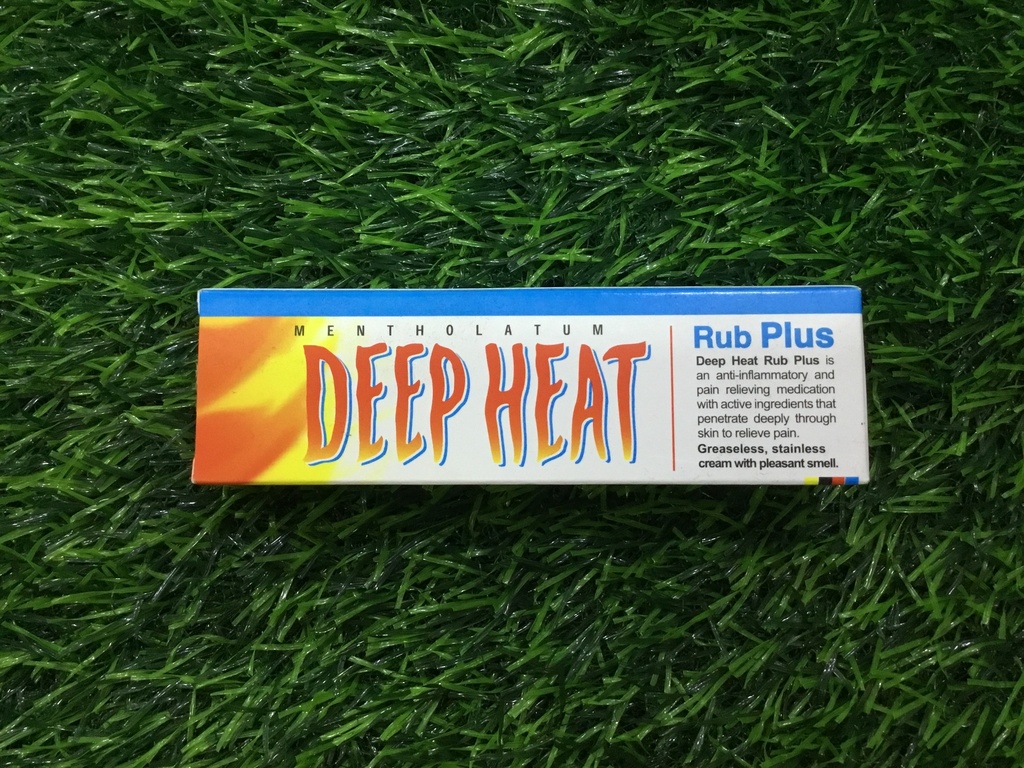 MENTHOLATUM
DEEP HEAT
Rub Plus
Deep Heat Rub Plus is
an anti-inflammatory and
pain relieving medication
with active ingredients that
penetrate deeply through
skin to relieve pain.
Greaseless, stainless
cream with pleasant smell.